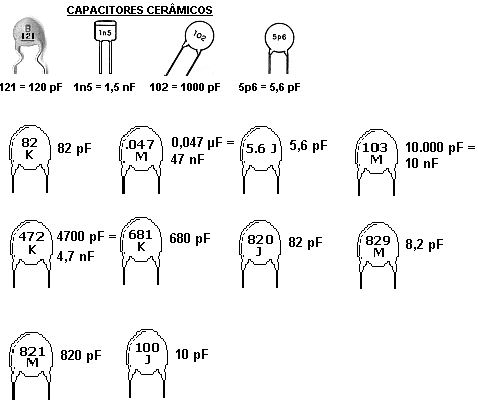 CAPACITORES CERÂMICOS
B
121
1n5
102
5p6
121 = 120 pF
1n5 = 1,5 nF
102 = 1000 pF
5p6 = 5,6 pF
82
K
82 pF
.047
M
0,047 µF =
47 nF
5.6 J
5,6 pF
103
M
10.000 pF =
10 nF
472
K
4700 pF =
4,7 nF
681
K
680 pF
820
J
82 pF
829
M
8,2 pF
821
M
820 pF
100
J
10 pF